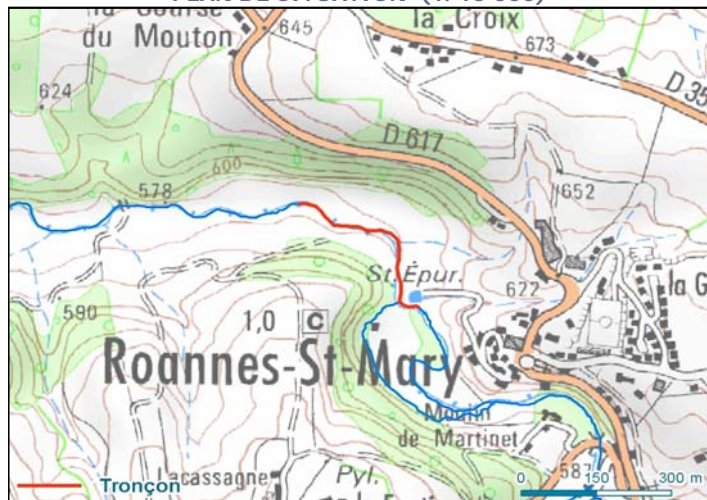 la Croix
du Mouton
645
673
D 35
624
D 617
600
578
652
St. Épur.
622
la G
590
1,0
C
Roannes-St-Mary
Moulin
de Martinet
Lacassagne
Pyl.
587
Tronçon
0 150 300 m